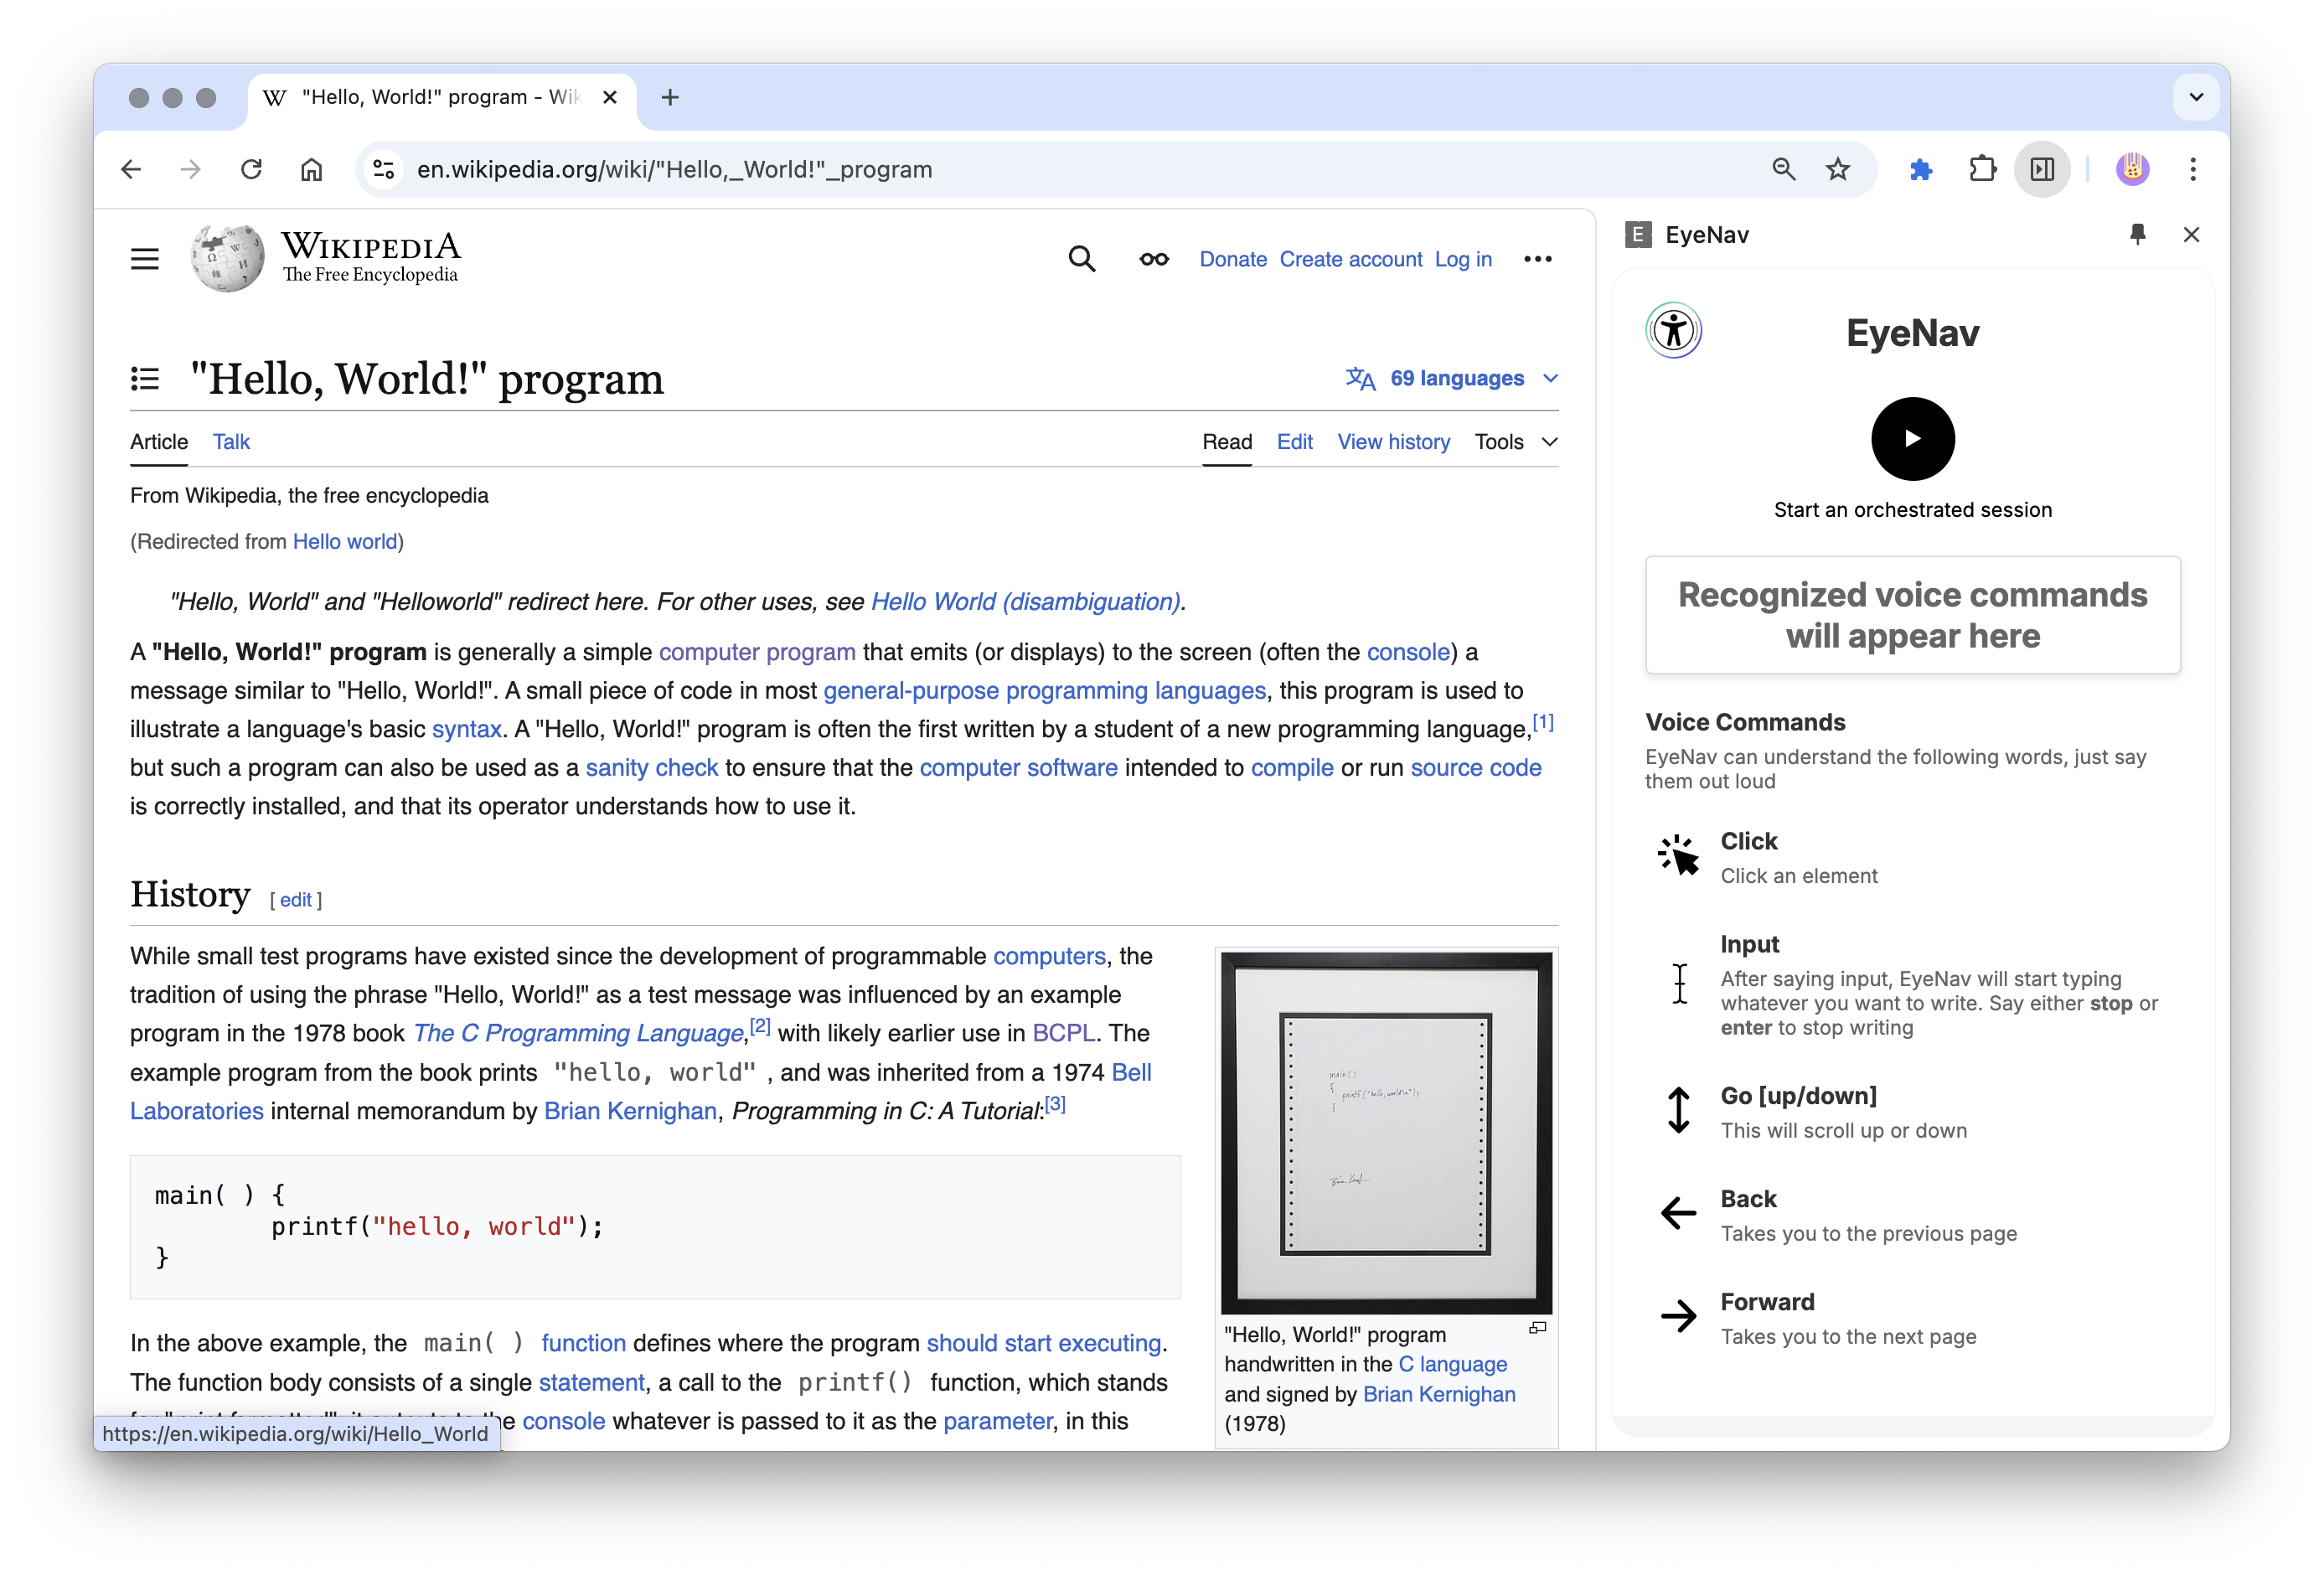 "Hello, World!" program - Wik
en.wikipedia.org/wiki/"Hello,_World!"_program
WIKIPEDIA
The Free Encyclopedia
Donate Create account Log in
"Hello, World!" program
69 languages
Article Talk
Read Edit View history Tools
From Wikipedia, the free encyclopedia
(Redirected from Hello world)
"Hello, World" and "Helloworld" redirect here. For other uses, see Hello World (disambiguation).
A "Hello, World!" program is generally a simple computer program that emits (or displays) to the screen (often the console) a
message similar to "Hello, World!". A small piece of code in most general-purpose programming languages, this program is used to
illustrate a language's basic syntax. A "Hello, World!" program is often the first written by a student of a new programming language,[1]
but such a program can also be used as a sanity check to ensure that the computer software intended to compile or run source code
is correctly installed, and that its operator understands how to use it.
History [ edit ]
While small test programs have existed since the development of programmable computers, the
tradition of using the phrase "Hello, World!" as a test message was influenced by an example
program in the 1978 book The C Programming Language,[2] with likely earlier use in BCPL. The
example program from the book prints "hello, world" , and was inherited from a 1974 Bell
Laboratories internal memorandum by Brian Kernighan, Programming in C: A Tutorial:[3]
main( ) {
printf("hello, world");
}
In the above example, the main( ) function defines where the program should start executing.
The function body consists of a single statement, a call to the printf() function, which stands
console whatever is passed to it as the parameter, in this
https://en.wikipedia.org/wiki/Hello_World
main()
{
printf("hello, world\n");
}
Brian Kernighan
"Hello, World!" program
handwritten in the C language
and signed by Brian Kernighan
(1978)
E EyeNav
EyeNav
Start an orchestrated session
Recognized voice commands
will appear here
Voice Commands
EyeNav can understand the following words, just say
them out loud
Click
Click an element
Input
After saying input, EyeNav will start typing
whatever you want to write. Say either stop or
enter to stop writing
Go [up/down]
This will scroll up or down
Back
Takes you to the previous page
Forward
Takes you to the next page